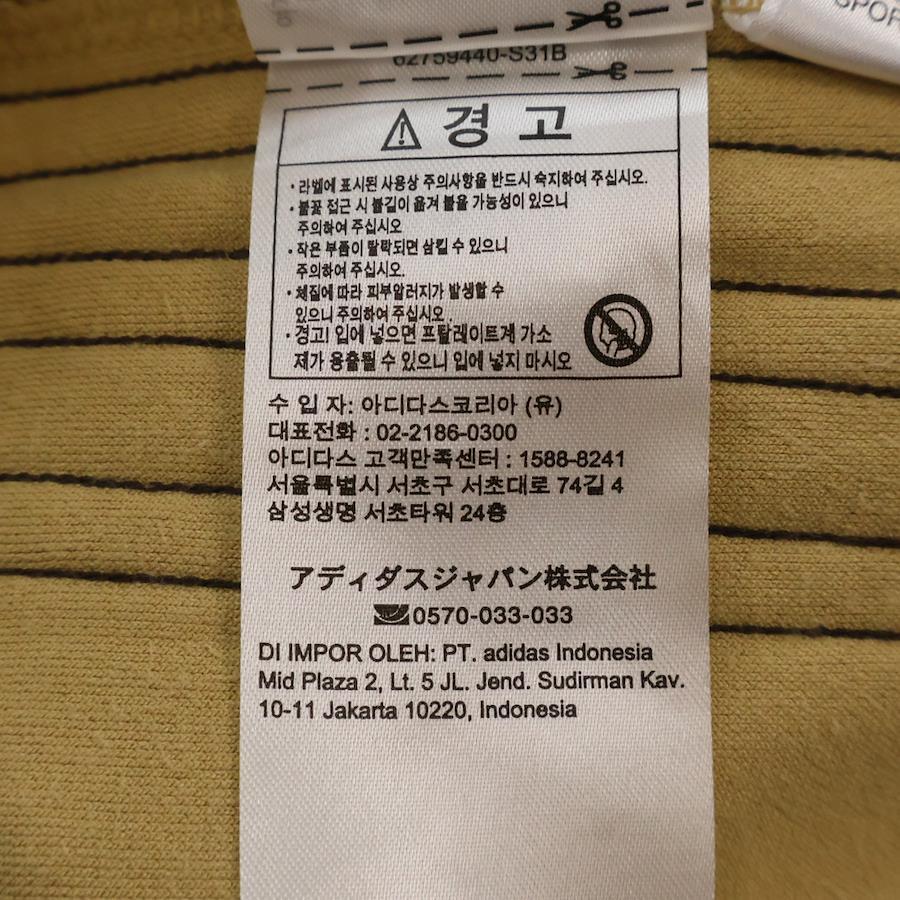 SPOR
62759440-S31B
경 고
· 라벨에 표시된 사용상 주의사항을 반드시 숙지하여 주십시오.
· 불꽃 접근 시 불길이 옮겨 붙을 가능성이 있으니
주의하여 주십시오
· 작은 부품이 탈락되면 삼킬 수 있으니
주의하여 주십시오.
· 체질에 따라 피부알러지가 발생할 수
있으니 주의하여 주십시오 .
· 경고! 입에 넣으면 프탈레이트계 가소
제가 용출될 수 있으니 입에 넣지 마시오
수 입 자: 아디다스코리아 (유)
대표전화 : 02-2186-0300
아디다스 고객만족센터 : 1588-8241
서울특별시 서초구 서초대로 74길 4
삼성생명 서초타워 24층
アディダスジャパン株式会社
0570-033-033
DI IMPOR OLEH: PT. adidas Indonesia
Mid Plaza 2, Lt. 5 JL. Jend. Sudirman Kav.
10-11 Jakarta 10220, Indonesia